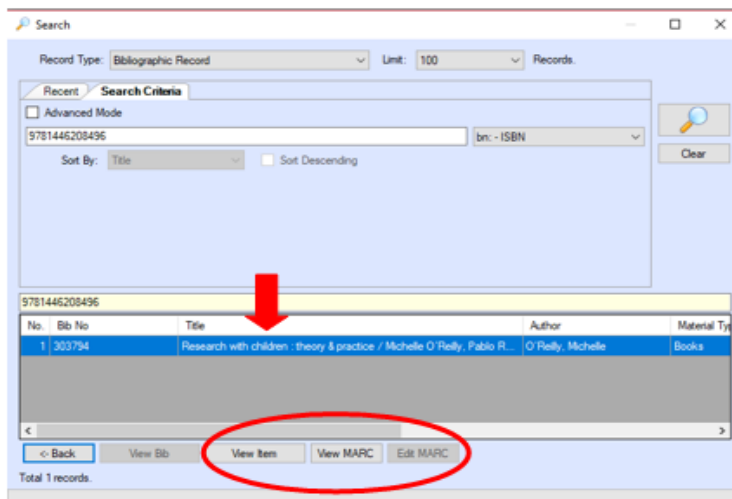 Search
Record Type: Bibliographic Record Limit: 100 Records.
Recent Search Criteria
Advanced Mode
9781446208496 bn: - ISBN
Sort By: Title Sort Descending Clear
9781446208496
No. Bib No Title Author Material Typ
1 303794 Research with children : theory & practice / Michelle O'Reilly, Pablo R... O'Reilly, Michelle Books
<- Back View Bib View Item View MARC Edit MARC
Total 1 records.